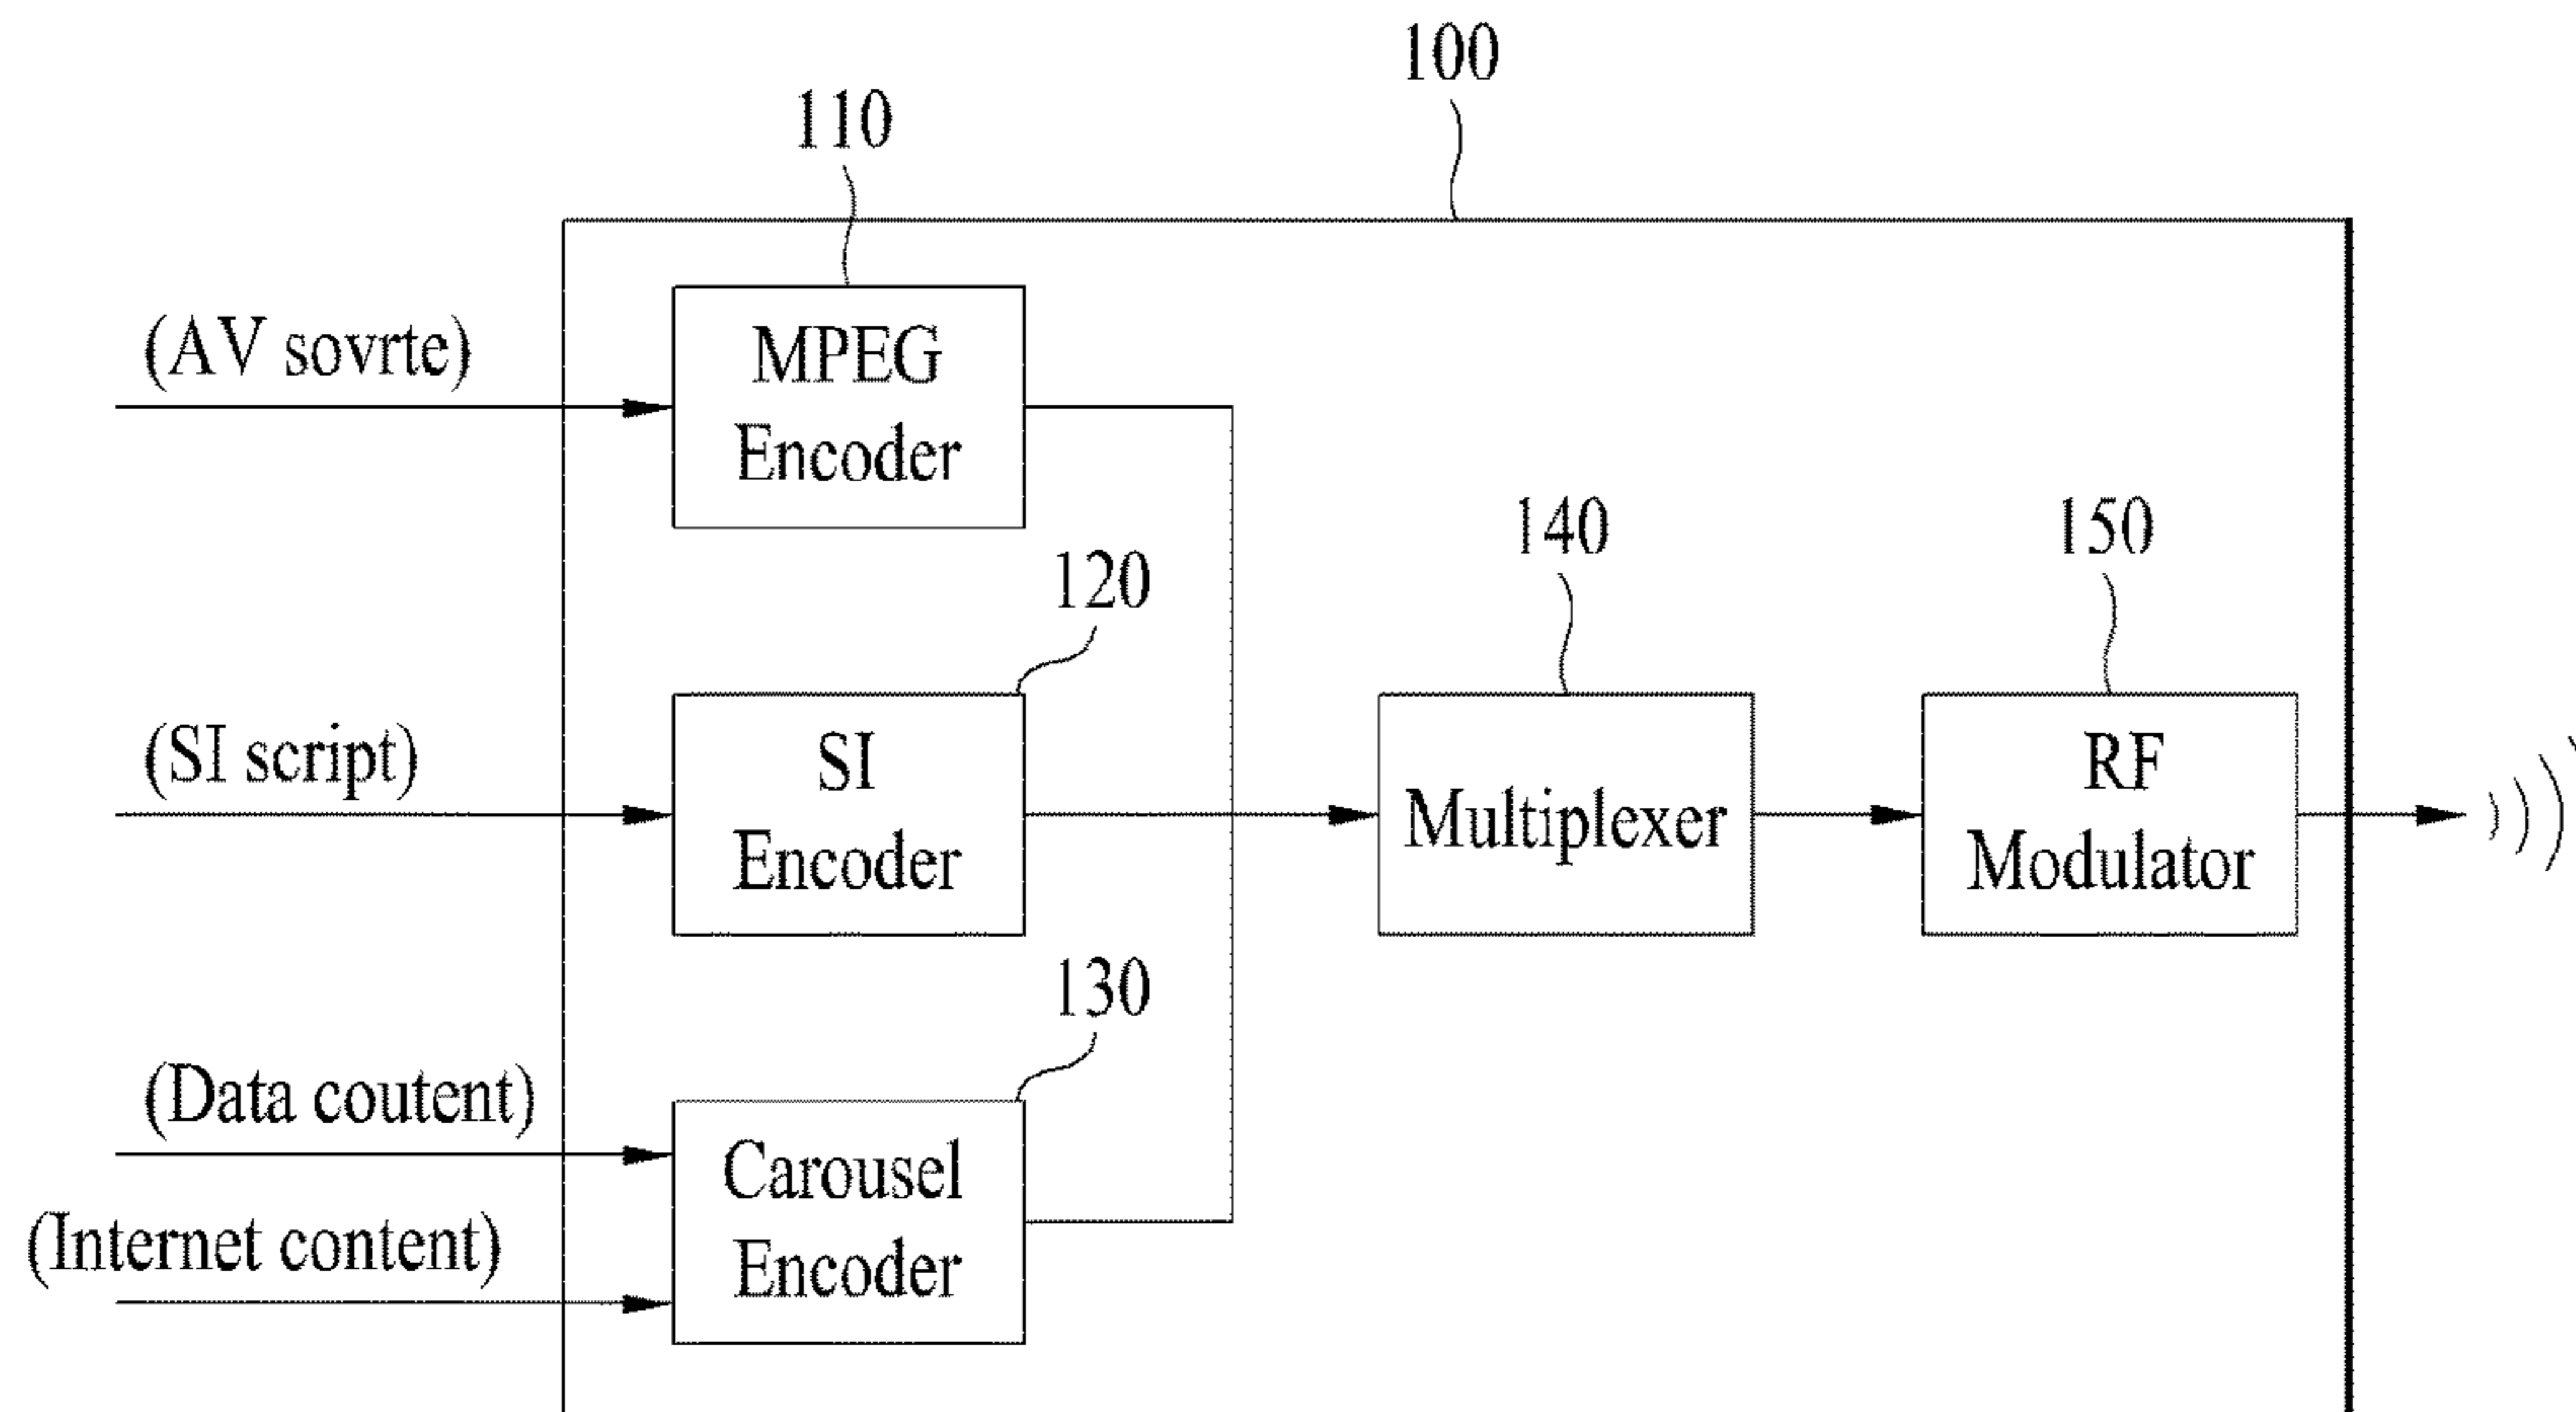 100
110
(AV sovrte)
MPEG
Encoder
120
140
150
(SI script)
SI
Encoder
Multiplexer
RF
Modulator
130
(Data coutent)
(Internet content)
Carousel
Encoder